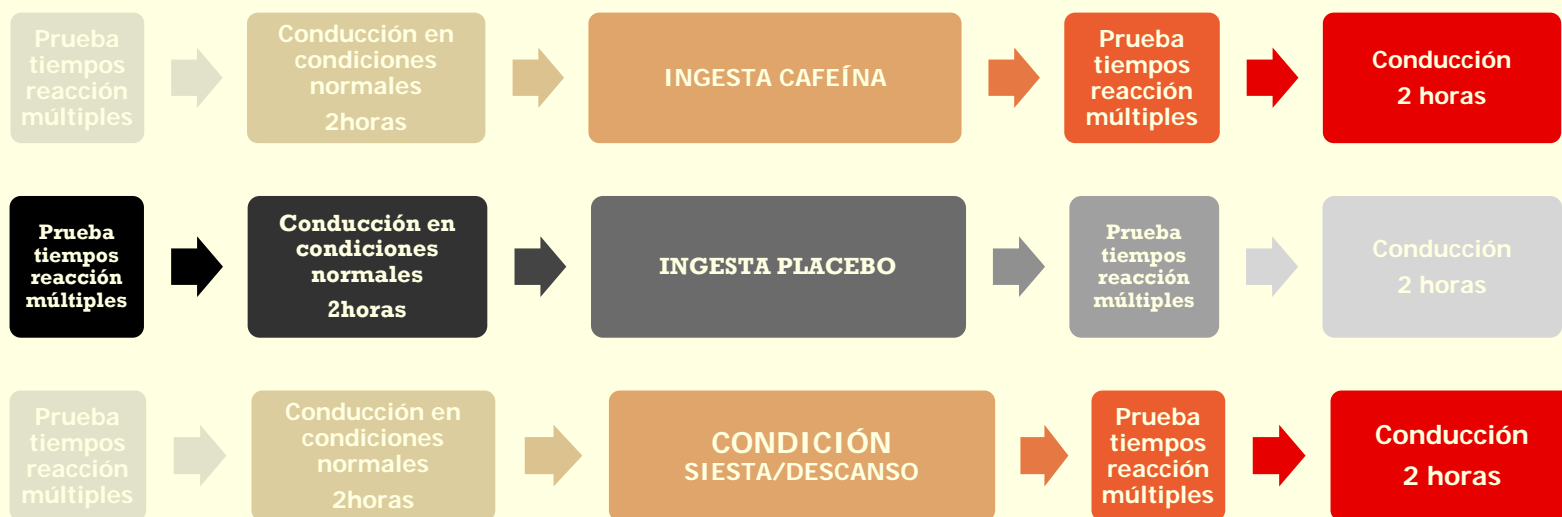 Prueba
tiempos
reacción
múltiples
Conducción en
condiciones
normales
2horas
INGESTA CAFEÍNA
Prueba
tiempos
reacción
múltiples
Conducción
2 horas
Prueba
tiempos
reacción
múltiples
Conducción en
condiciones
normales
2horas
INGESTA PLACEBO
Prueba
tiempos
reacción
múltiples
Conducción
2 horas
Prueba
tiempos
reacción
múltiples
Conducción en
condiciones
normales
2horas
CONDICIÓN
SIESTA/DESCANSO
Prueba
tiempos
reacción
múltiples
Conducción
2 horas